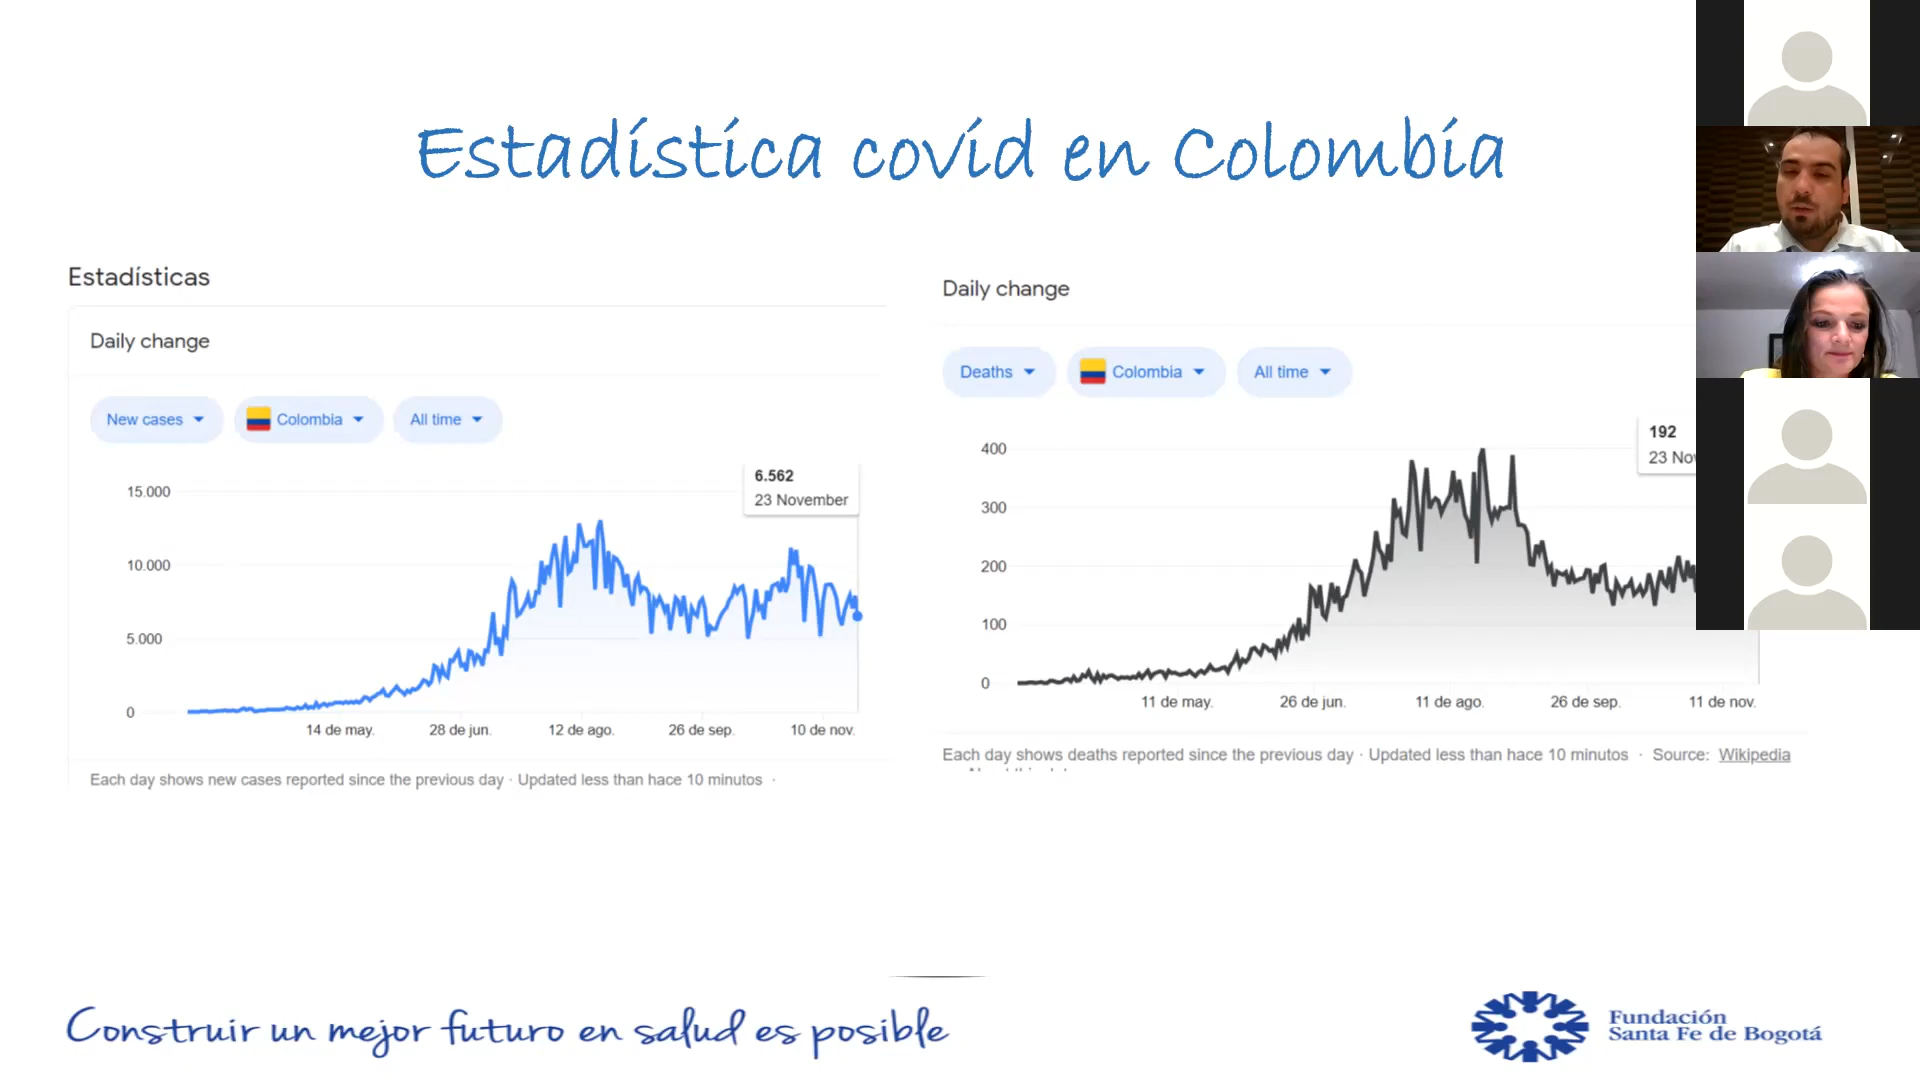 Estadística covid en Colombia
Estadísticas
Daily change
New cases
Colombia
All time
6.562
23 November
15.000
10.000
5.000
0
14 de may.
28 de jun.
12 de ago.
26 de sep.
10 de nov.
Each day shows new cases reported since the previous day · Updated less than hace 10 minutos ·
Daily change
Deaths
Colombia
All time
192
23
400
300
200
100
0
11 de may.
26 de jun.
11 de ago.
26 de sep.
11 de nov.
Each day shows deaths reported since the previous day · Updated less than hace 10 minutos · Source: Wikipedia
Construir un mejor futuro en salud es posible
Fundación
Santa Fe de Bogotá